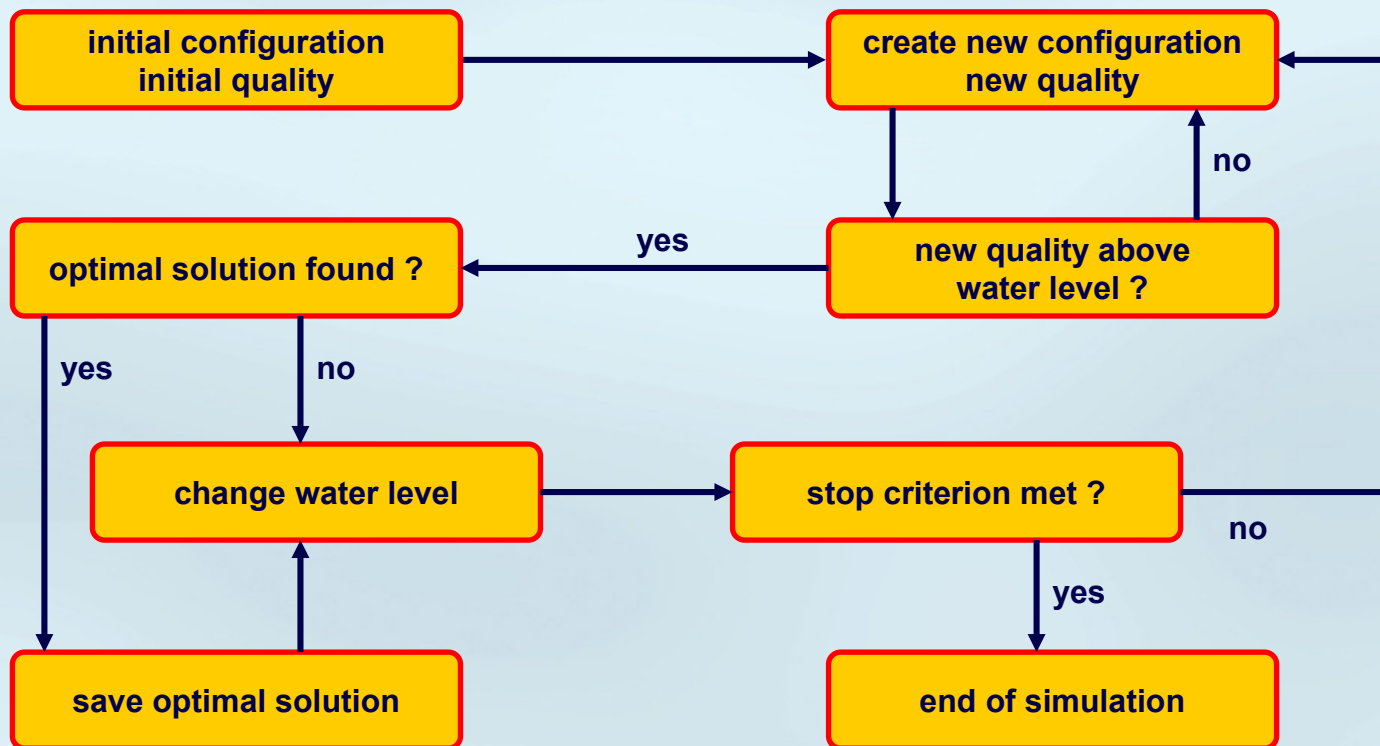 initial configuration
initial quality
create new configuration
new quality
no
optimal solution found ?
yes
new quality above
water level ?
yes
no
change water level
stop criterion met ?
no
yes
save optimal solution
end of simulation